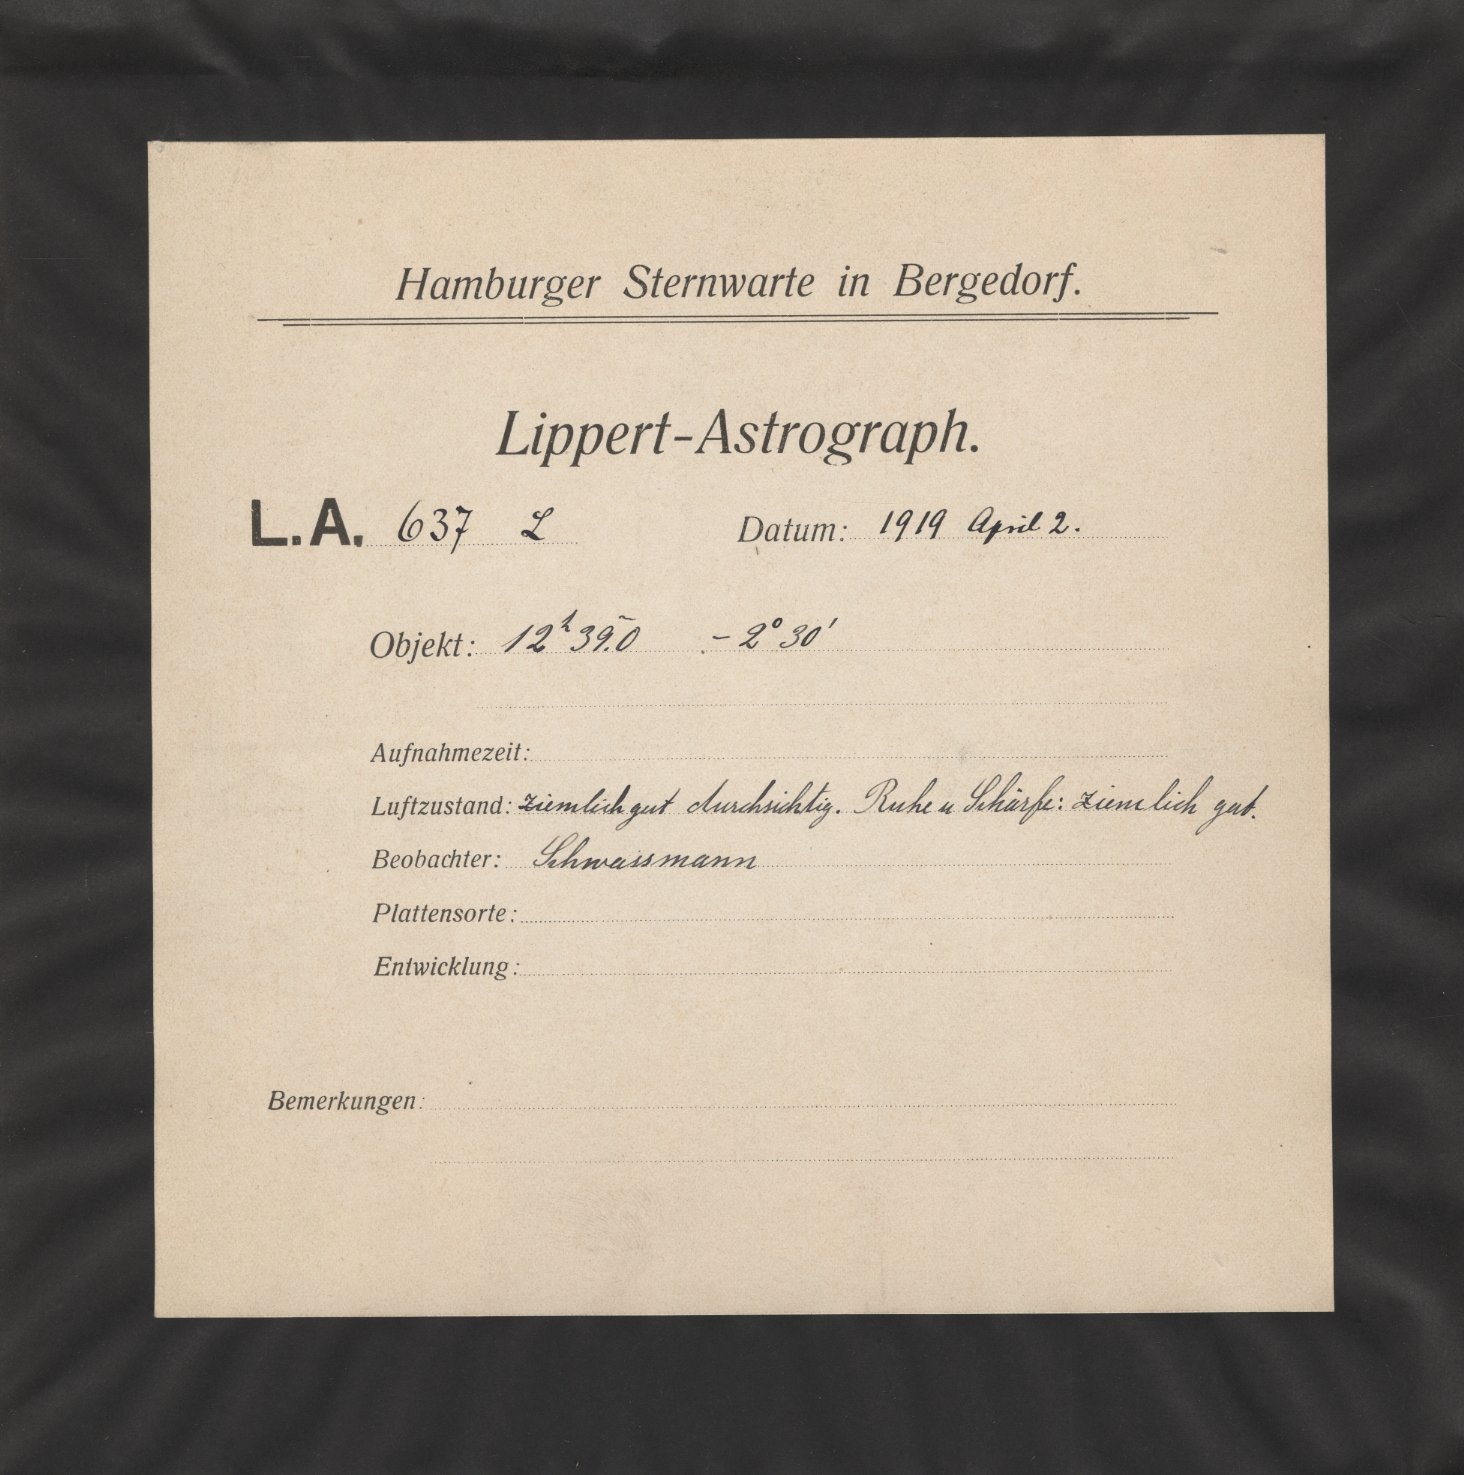 Hamburger Sternwarte in Bergedorf.
Lippert-Astrograph.
L.A. 637 L Datum: 1919 April 2.
Objekt: 12ʰ 39ᵐ.0 – 2° 30'
Aufnahmezeit:
Luftzustand: ziemlich gut durchsichtig. Ruhe u Schärfe: ziemlich gut.
Beobachter: Schwassmann
Plattensorte:
Entwicklung:
Bemerkungen: